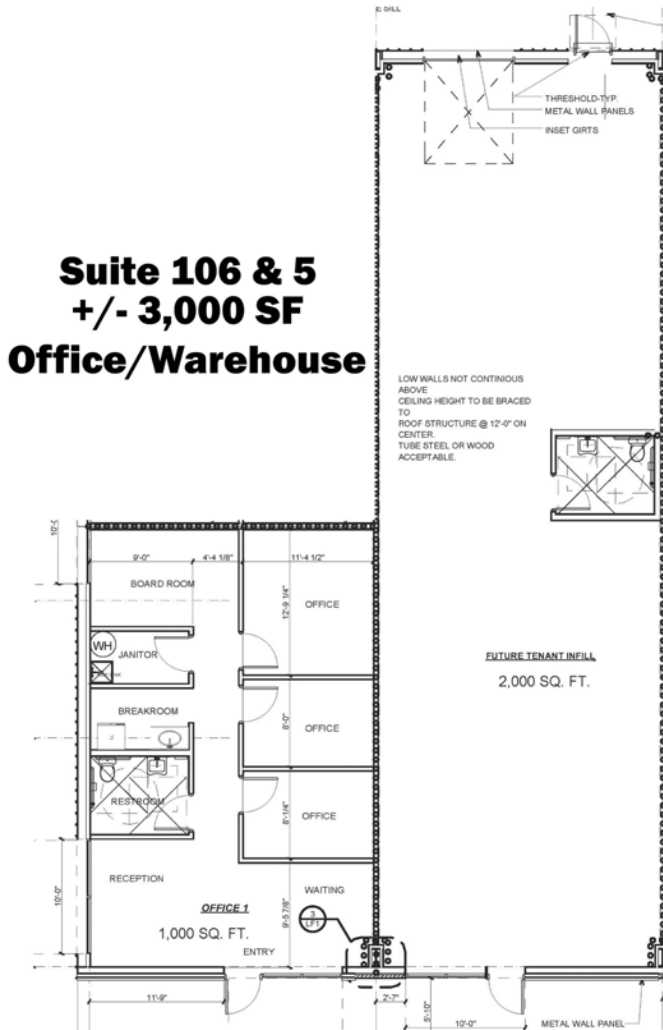 E SILL
THRESHOLD-TYP.
METAL WALL PANELS
INSET GIRTS
Suite 106 & 5
+/- 3,000 SF
Office/Warehouse
LOW WALLS NOT CONTINIOUS
ABOVE
CEILING HEIGHT TO BE BRACED
TO
ROOF STRUCTURE @ 12'-0" ON
CENTER.
TUBE STEEL OR WOOD
ACCEPTABLE.
9'-0"
4'-4 1/8"
11'-4 1/2"
BOARD ROOM
OFFICE
12'-9 1/4"
WH
JANITOR
FUTURE TENANT INFILL
2,000 SQ. FT.
BREAKROOM
OFFICE
8'-0"
RESTROOM
OFFICE
8'-1/4"
RECEPTION
WAITING
10'-0"
OFFICE 1
1,000 SQ. FT.
9'-5 7/8"
3
LF1
ENTRY
11'-9"
2'-7"
5'-10"
10'-0"
METAL WALL PANEL